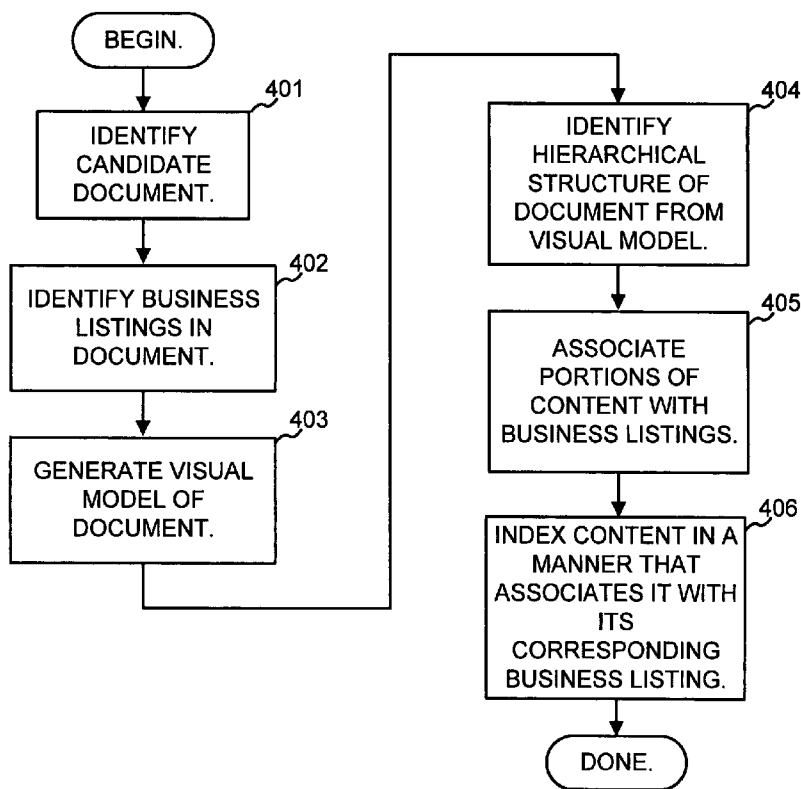 BEGIN.
401
IDENTIFY
CANDIDATE
DOCUMENT.
402
IDENTIFY BUSINESS
LISTINGS IN
DOCUMENT.
403
GENERATE VISUAL
MODEL OF
DOCUMENT.
404
IDENTIFY
HIERARCHICAL
STRUCTURE OF
DOCUMENT FROM
VISUAL MODEL.
405
ASSOCIATE
PORTIONS OF
CONTENT WITH
BUSINESS LISTINGS.
406
INDEX CONTENT IN A
MANNER THAT
ASSOCIATES IT WITH
ITS
CORRESPONDING
BUSINESS LISTING.
DONE.